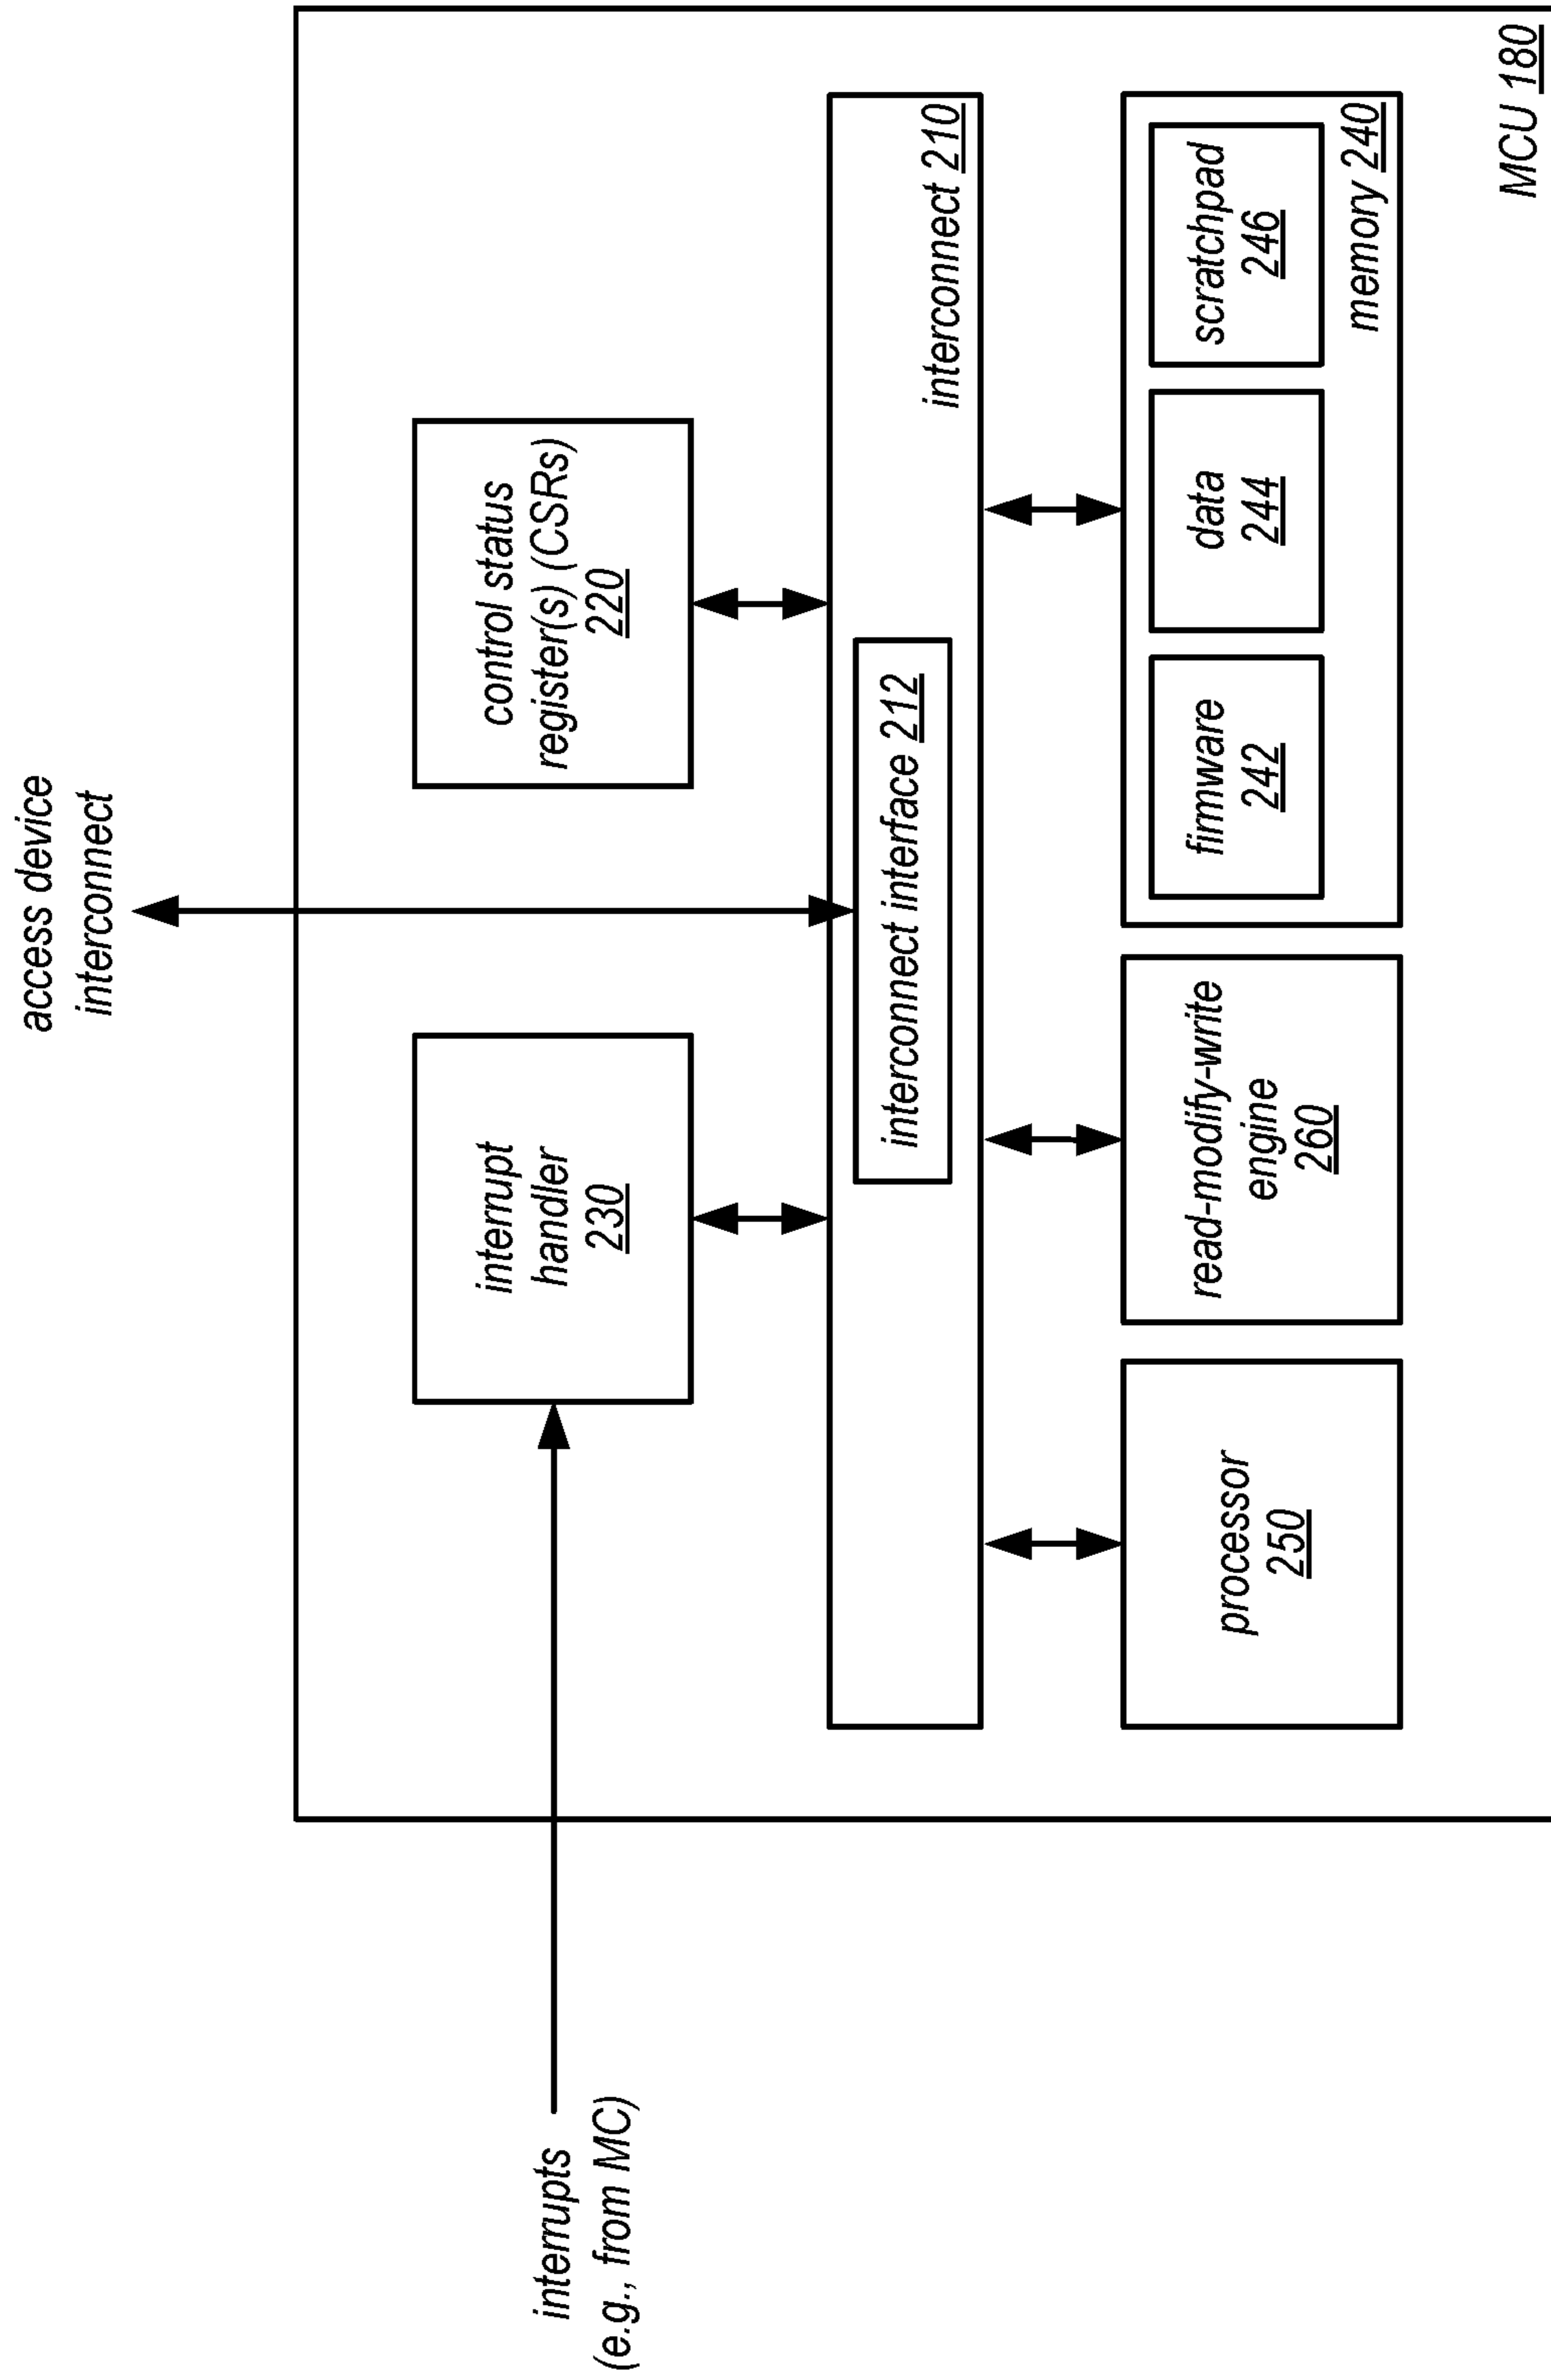 access device
interconnect
interrupts
(e.g., from MC)
interrupt
handler
230
control status
register(s) (CSRs)
220
interconnect interface 212
interconnect 210
processor
250
read-modify-write
engine
260
firmware
242
data
244
scratchpad
246
memory 240
MCU 180